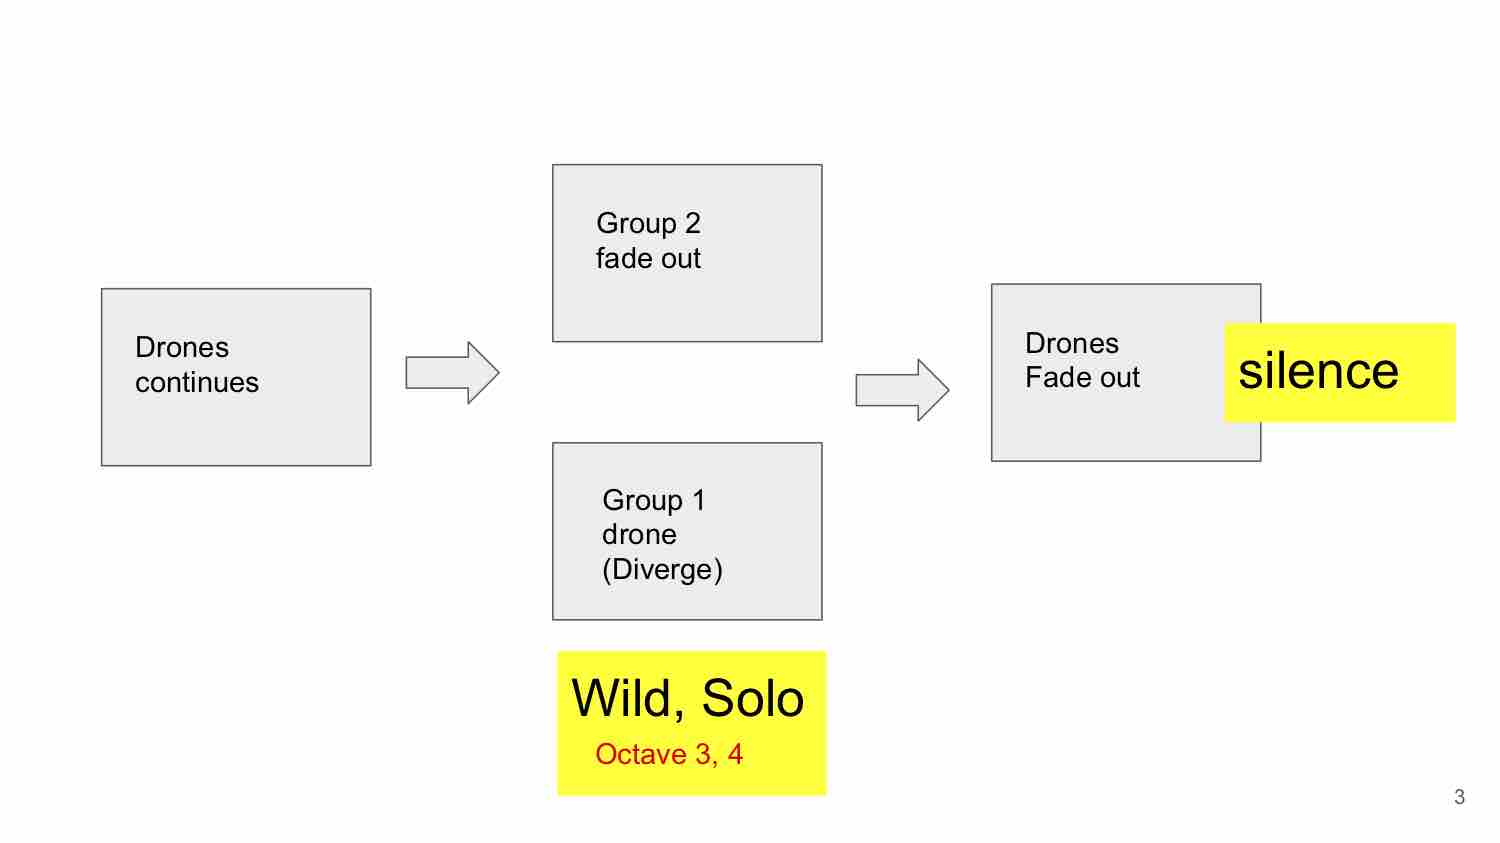 Drones
continues
Group 2
fade out
Group 1
drone
(Diverge)
Wild, Solo
Octave 3, 4
Drones
Fade out
silence
3